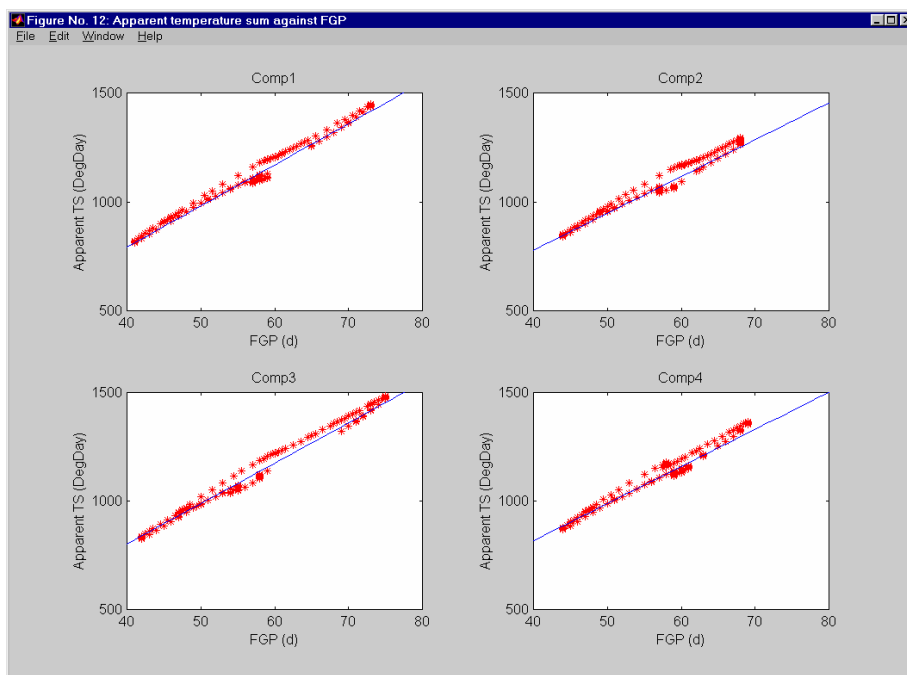 Figure No. 12: Apparent temperature sum against FGP
File Edit Window Help
Comp1
1500
1000
500
Apparent TS (DegDay)
40 50 60 70 80
FGP (d)
Comp2
1500
1000
500
Apparent TS (DegDay)
40 50 60 70 80
FGP (d)
Comp3
1500
1000
500
Apparent TS (DegDay)
40 50 60 70 80
FGP (d)
Comp4
1500
1000
500
Apparent TS (DegDay)
40 50 60 70 80
FGP (d)